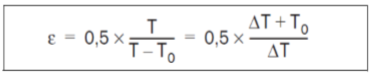 ε = 0,5 × T / (T – T₀) = 0,5 × (ΔT + T₀) / ΔT